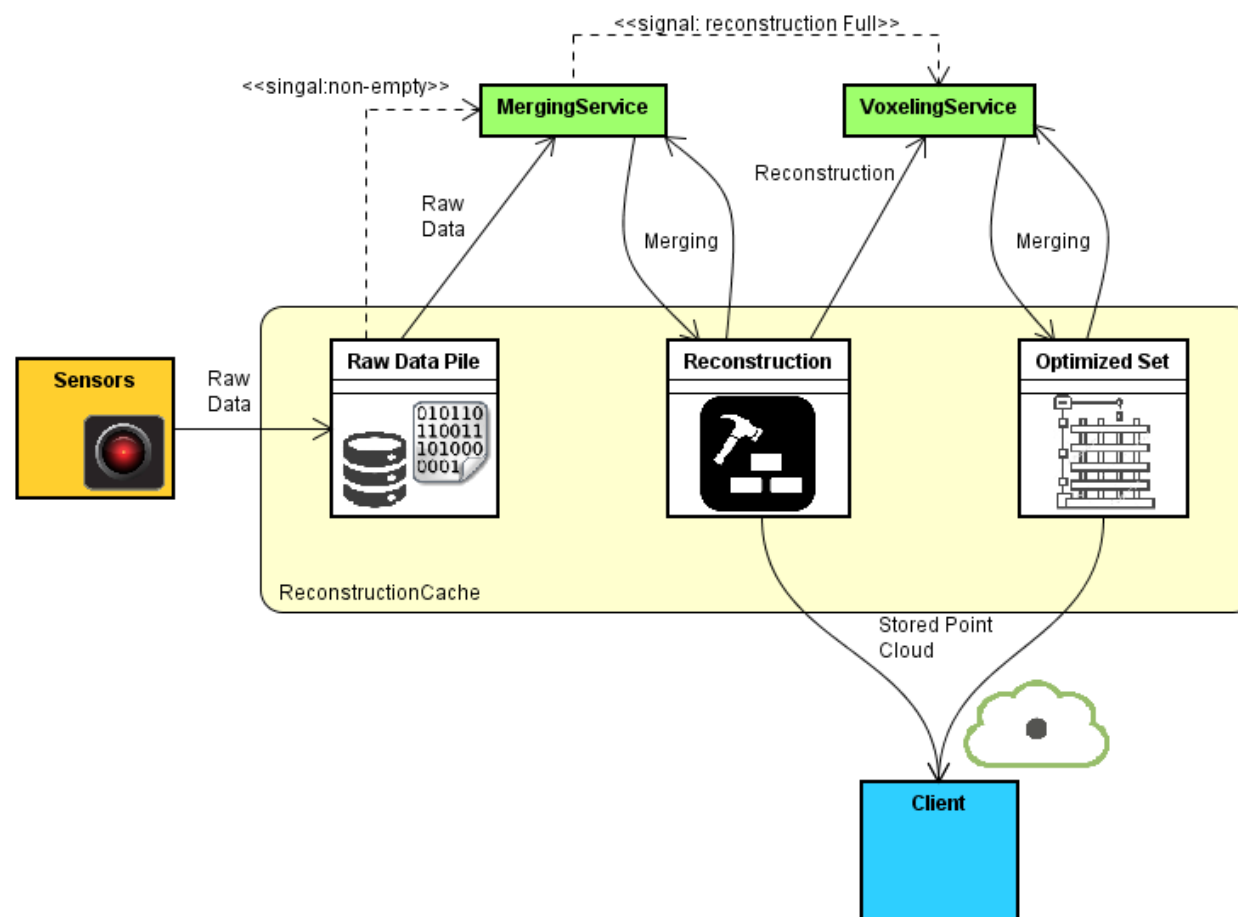 <<signal: reconstruction Full>>
<<singal:non-empty>>
MergingService
VoxelingService
Raw
Data
Reconstruction
Merging
Merging
Sensors
Raw
Data
Raw Data Pile
010110
110011
101000
0001
Reconstruction
Optimized Set
ReconstructionCache
Stored Point
Cloud
Client